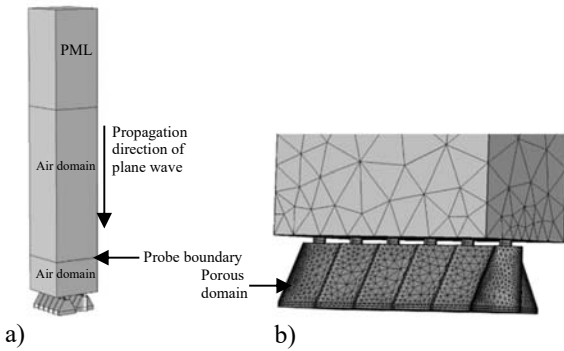 PML
Propagation
direction of
plane wave
Air domain
Probe boundary
Air domain
Porous
domain
a)
b)